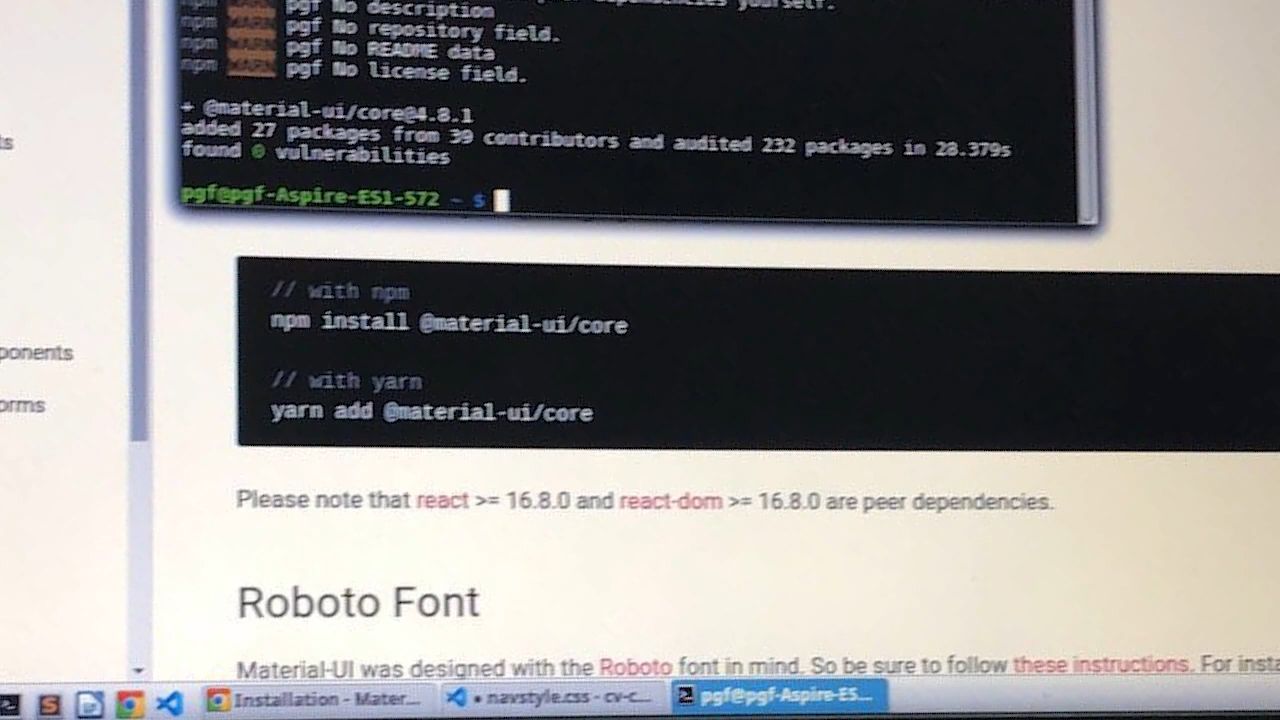 dependencies yourself.
npm WARN pgf No description
npm WARN pgf No repository field.
npm WARN pgf No README data
npm WARN pgf No license field.
+ @material-ui/core@4.8.1
added 27 packages from 39 contributors and audited 232 packages in 28.379s
found 0 vulnerabilities
pgf@pgf-Aspire-ES1-572 ~ $
ts
ponents
orms
// with npm
npm install @material-ui/core
// with yarn
yarn add @material-ui/core
Please note that react >= 16.8.0 and react-dom >= 16.8.0 are peer dependencies.
Roboto Font
Material-UI was designed with the Roboto font in mind. So be sure to follow these instructions. For insta
Installation - Mater... • navstyle.css - cv-c... pgf@pgf-Aspire-ES...